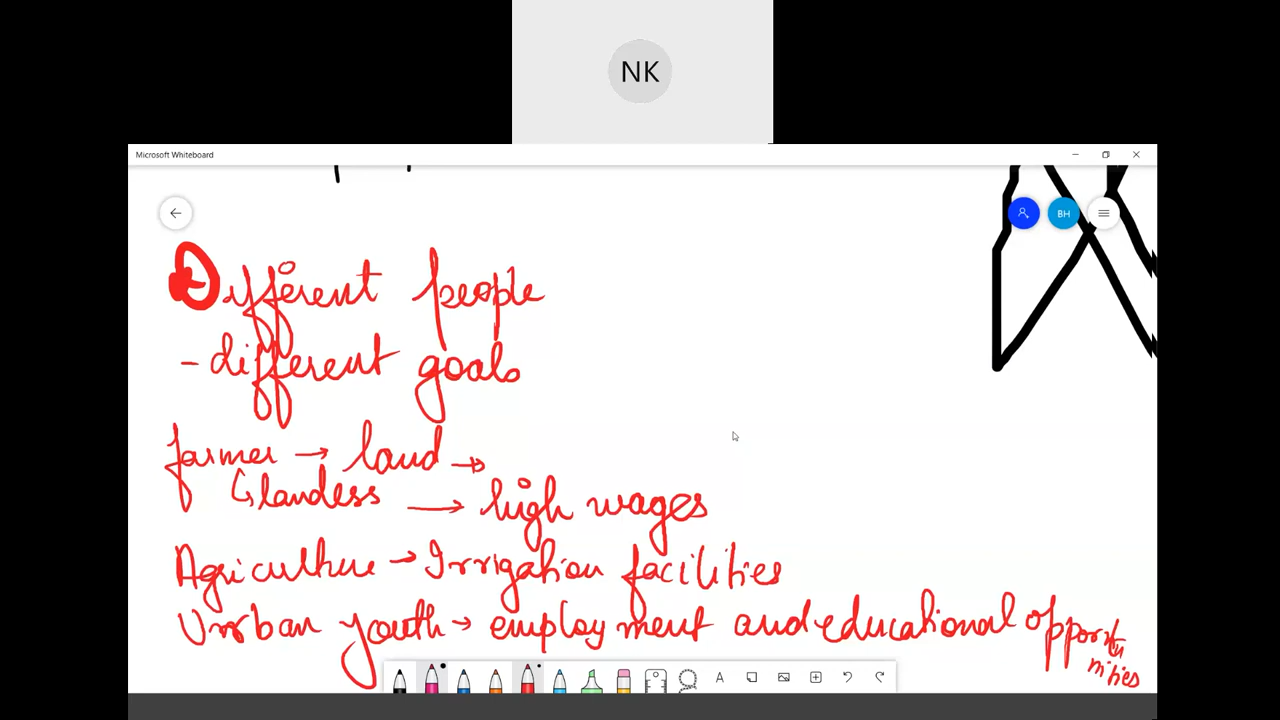 NK
Microsoft Whiteboard
BH
Different people
- different goals
farmer → land →
↳ landless → high wages
Agriculture → Irrigation facilities
Urban youth → employment and educational opportunities
A